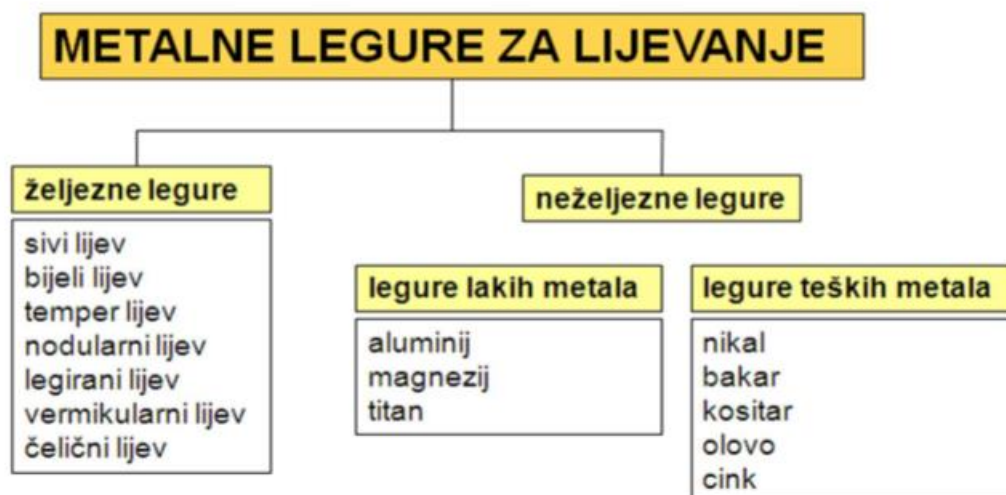 METALNE LEGURE ZA LIJEVANJE
željezne legure
sivi lijev
bijeli lijev
temper lijev
nodularni lijev
legirani lijev
vermikularni lijev
čelični lijev
neželjezne legure
legure lakih metala
aluminij
magnezij
titan
legure teških metala
nikal
bakar
kositar
olovo
cink